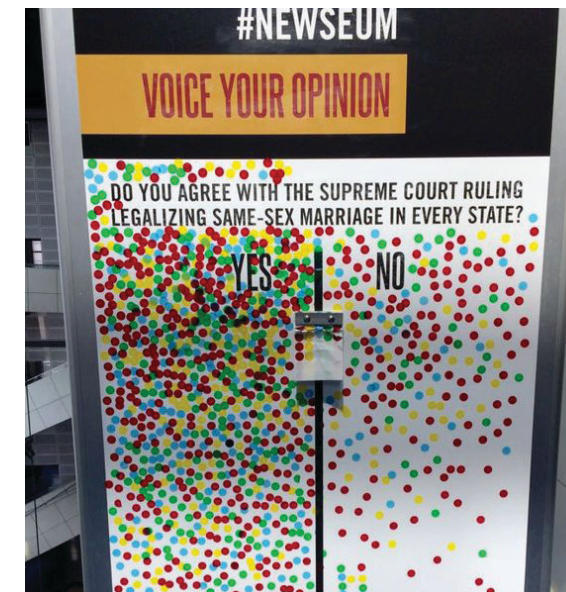 #NEWSEUM
VOICE YOUR OPINION
DO YOU AGREE WITH THE SUPREME COURT RULING
LEGALIZING SAME-SEX MARRIAGE IN EVERY STATE?
YES
NO